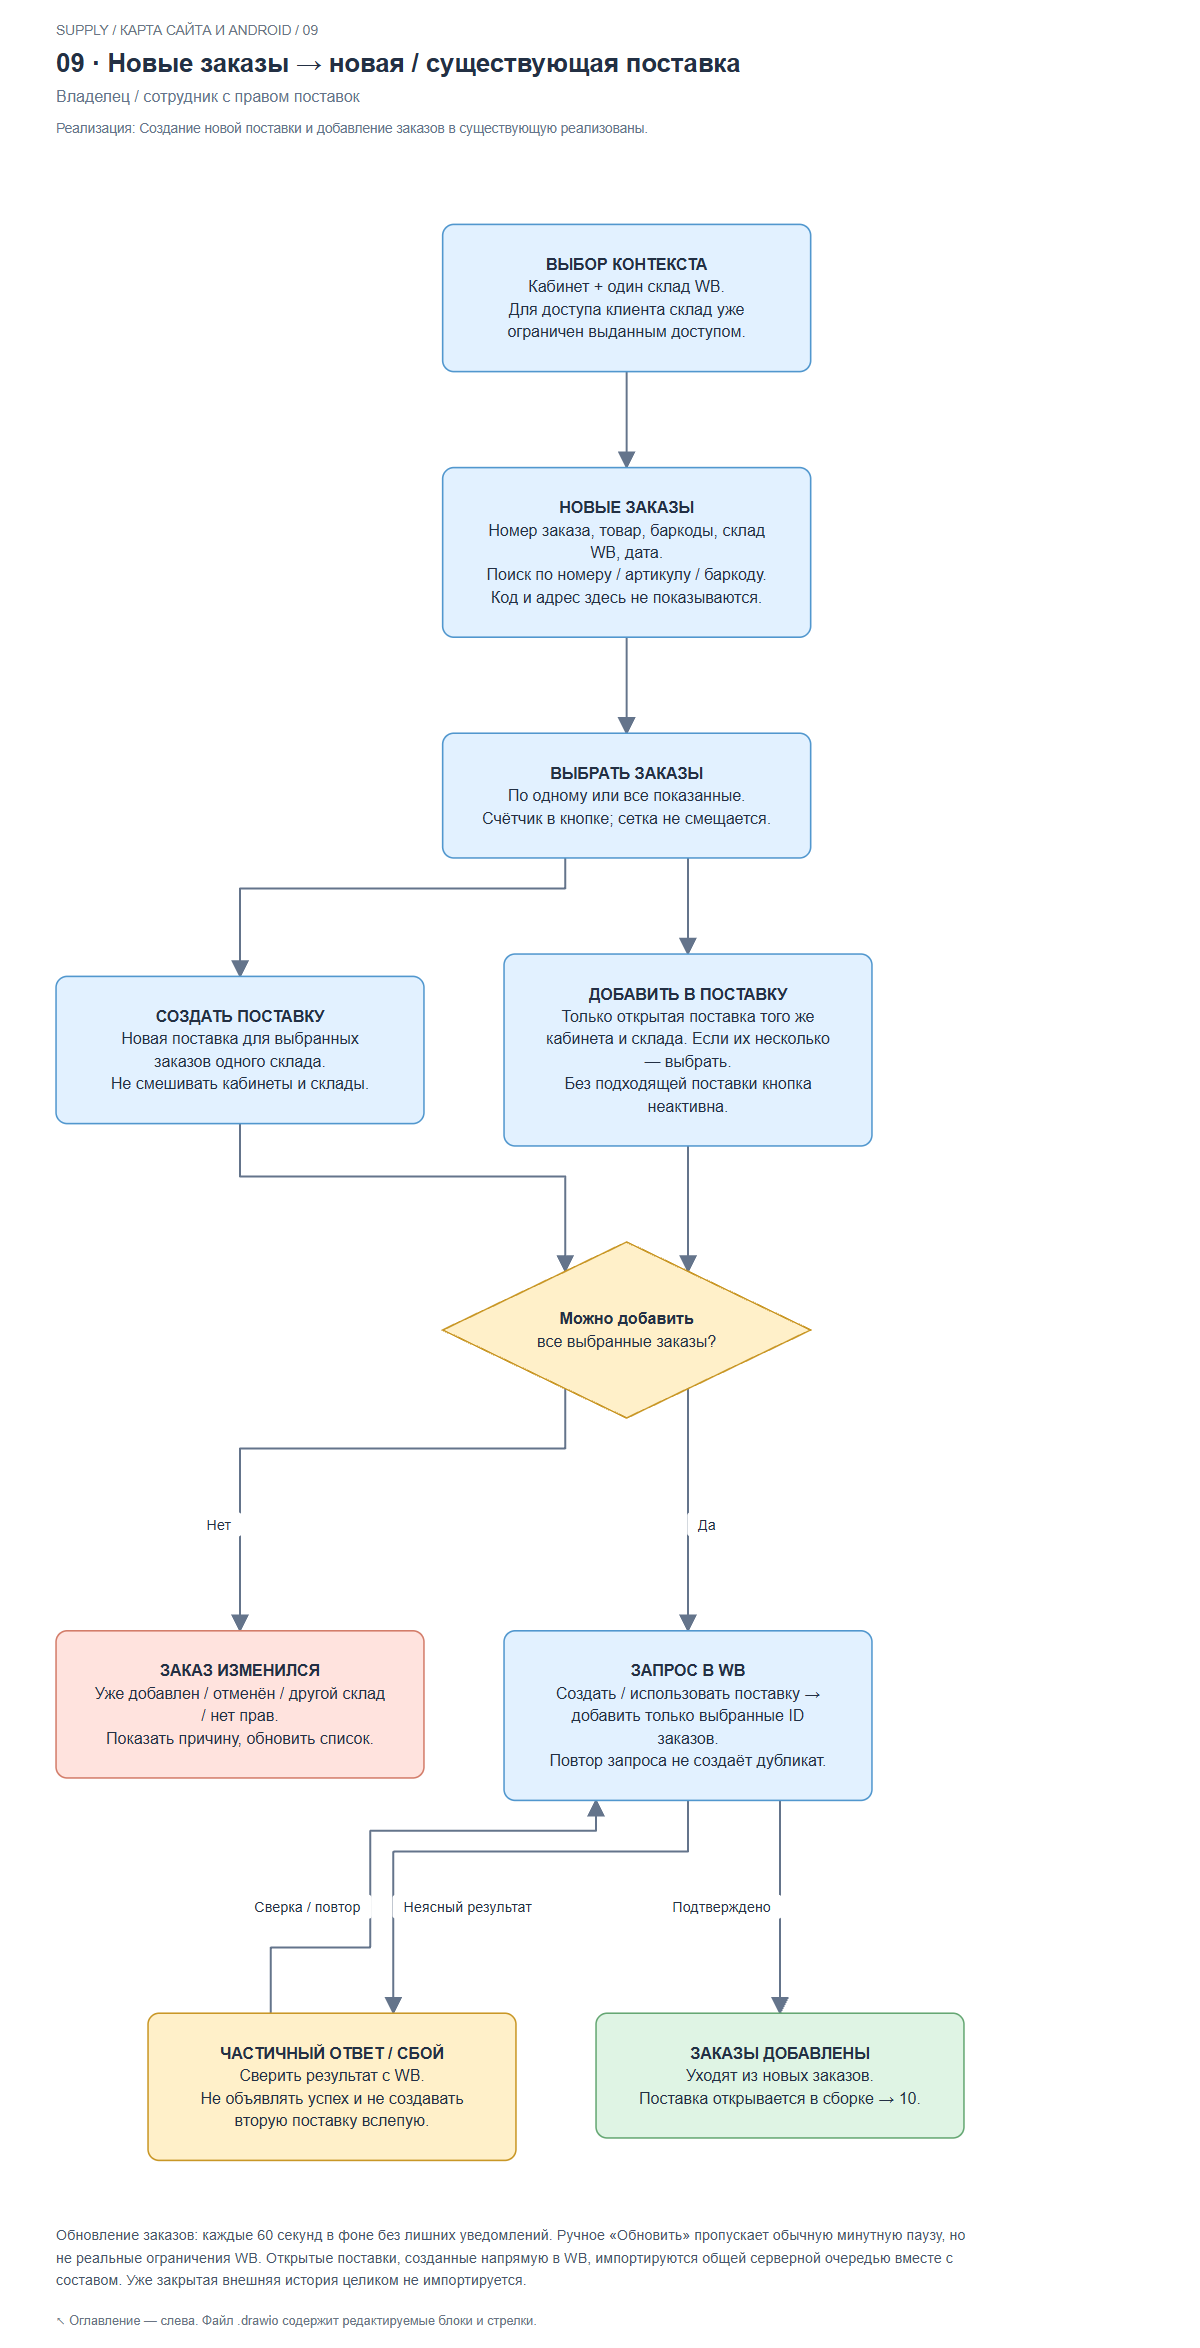 SUPPLY / КАРТА САЙТА И ANDROID / 09
09 · Новые заказы → новая / существующая поставка
Владелец / сотрудник с правом поставок
Реализация: Создание новой поставки и добавление заказов в существующую реализованы.
ВЫБОР КОНТЕКСТА
Кабинет + один склад WB.
Для доступа клиента склад уже
ограничен выданным доступом.
НОВЫЕ ЗАКАЗЫ
Номер заказа, товар, баркоды, склад
WB, дата.
Поиск по номеру / артикулу / баркоду.
Код и адрес здесь не показываются.
ВЫБРАТЬ ЗАКАЗЫ
По одному или все показанные.
Счётчик в кнопке; сетка не смещается.
СОЗДАТЬ ПОСТАВКУ
Новая поставка для выбранных
заказов одного склада.
Не смешивать кабинеты и склады.
ДОБАВИТЬ В ПОСТАВКУ
Только открытая поставка того же
кабинета и склада. Если их несколько
— выбрать.
Без подходящей поставки кнопка
неактивна.
Можно добавить
все выбранные заказы?
Нет
Да
ЗАКАЗ ИЗМЕНИЛСЯ
Уже добавлен / отменён / другой склад
/ нет прав.
Показать причину, обновить список.
ЗАПРОС В WB
Создать / использовать поставку →
добавить только выбранные ID
заказов.
Повтор запроса не создаёт дубликат.
Сверка / повтор
Неясный результат
Подтверждено
ЧАСТИЧНЫЙ ОТВЕТ / СБОЙ
Сверить результат с WB.
Не объявлять успех и не создавать
вторую поставку вслепую.
ЗАКАЗЫ ДОБАВЛЕНЫ
Уходят из новых заказов.
Поставка открывается в сборке → 10.
Обновление заказов: каждые 60 секунд в фоне без лишних уведомлений. Ручное «Обновить» пропускает обычную минутную паузу, но
не реальные ограничения WB. Открытые поставки, созданные напрямую в WB, импортируются общей серверной очередью вместе с
составом. Уже закрытая внешняя история целиком не импортируется.
↖ Оглавление — слева. Файл .drawio содержит редактируемые блоки и стрелки.